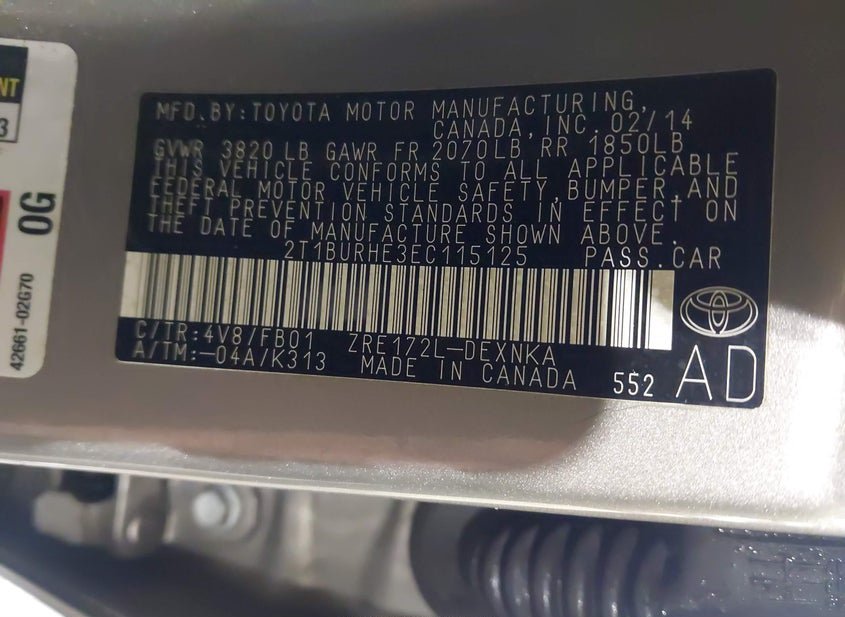 NT
3
OG
42661-02G70
MFD.BY:TOYOTA MOTOR MANUFACTURING,
CANADA,INC.02/14
GVWR 3820 LB GAWR FR 2070LB RR 1850LB
THIS VEHICLE CONFORMS TO ALL APPLICABLE
FEDERAL MOTOR VEHICLE SAFETY,BUMPER,AND
THEFT PREVENTION STANDARDS IN EFFECT ON
THE DATE OF MANUFACTURE SHOWN ABOVE.
2T1BURHE3EC115125 PASS.CAR
C/TR:4V8/FB01 ZRE172L-DEXNKA
A/TM:-04A/K313 MADE IN CANADA 552 AD